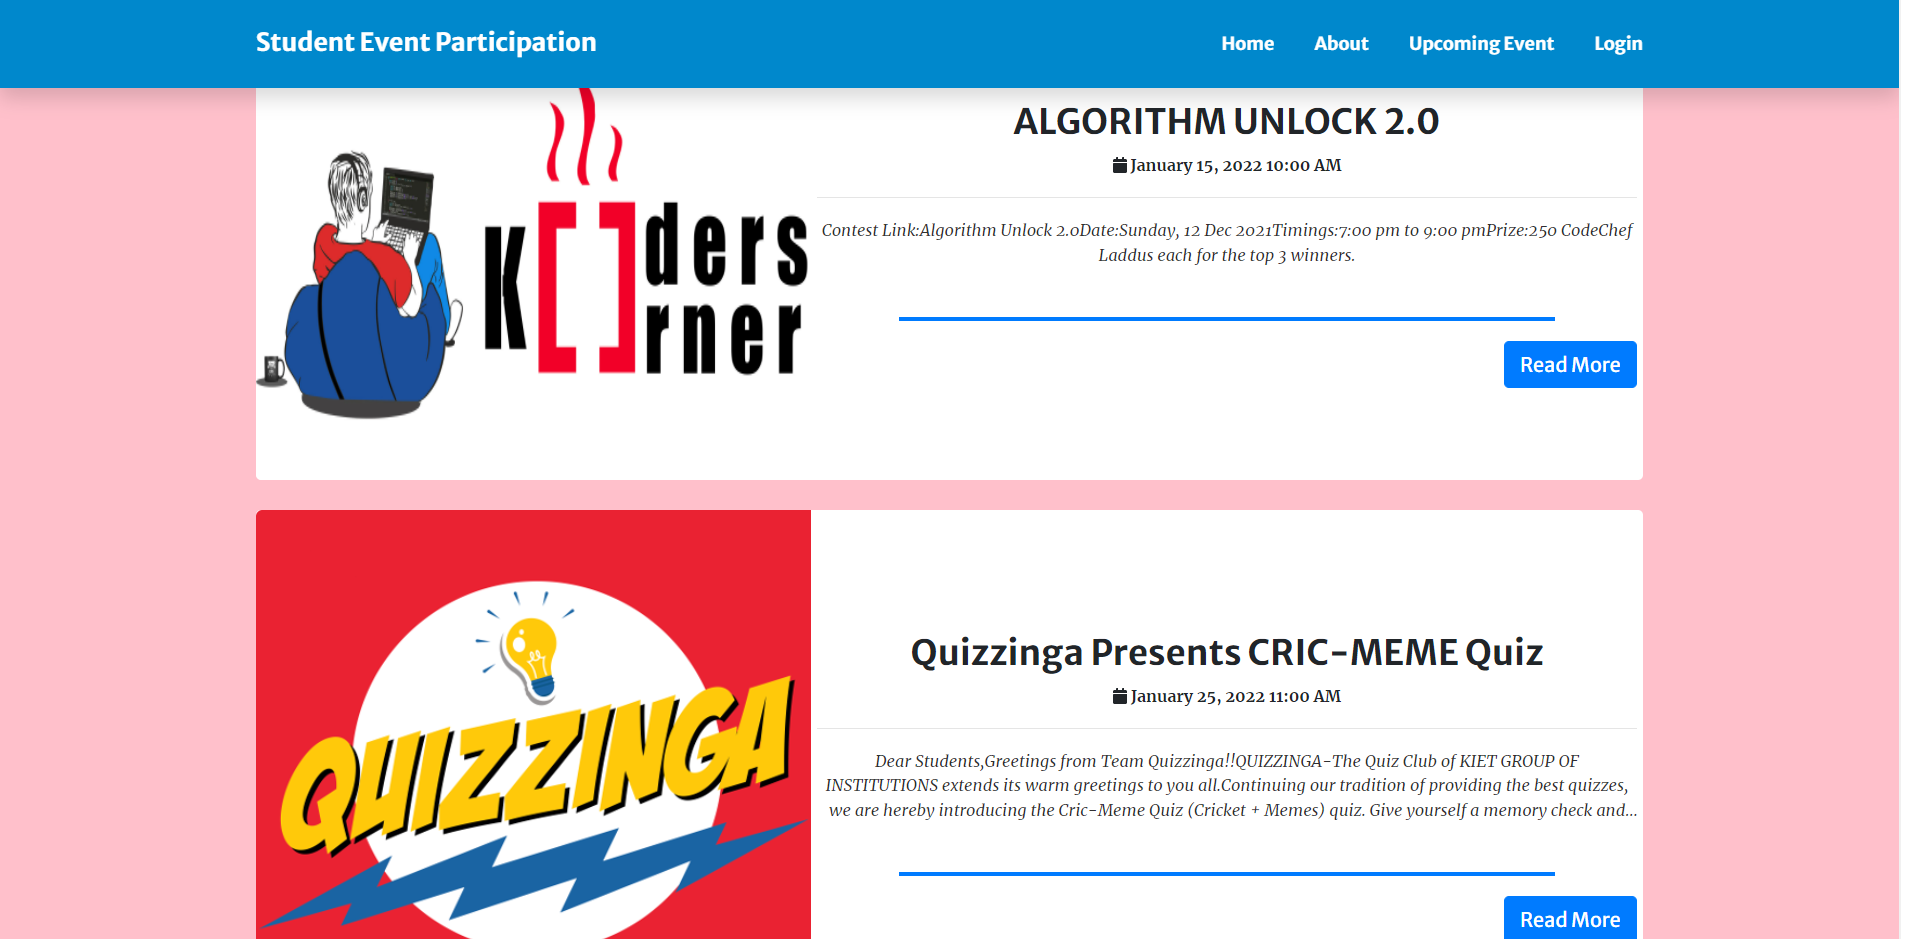 Student Event Participation
Home
About
Upcoming Event
Login
K[]ders
rner
ALGORITHM UNLOCK 2.0
January 15, 2022 10:00 AM
Contest Link:Algorithm Unlock 2.0Date:Sunday, 12 Dec 2021Timings:7:00 pm to 9:00 pmPrize:250 CodeChef
Laddus each for the top 3 winners.
Read More
QUIZZINGA
Quizzinga Presents CRIC-MEME Quiz
January 25, 2022 11:00 AM
Dear Students,Greetings from Team Quizzinga!!QUIZZINGA-The Quiz Club of KIET GROUP OF
INSTITUTIONS extends its warm greetings to you all.Continuing our tradition of providing the best quizzes,
we are hereby introducing the Cric-Meme Quiz (Cricket + Memes) quiz. Give yourself a memory check and...
Read More